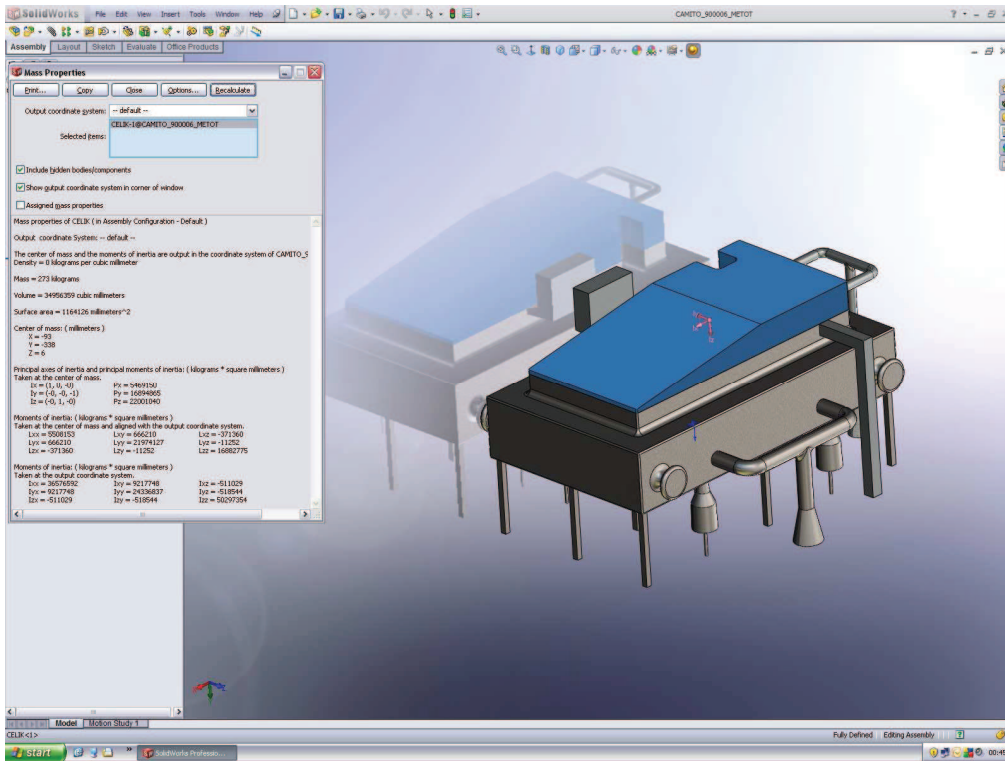 SolidWorks File Edit View Insert Tools Window Help CAMITO_900006_METOT
Assembly Layout Sketch Evaluate Office Products
Mass Properties
Print... Copy Close Options... Recalculate
Output coordinate system: -- default --
CELIK-1@CAMITO_900006_METOT
Selected items:
Include hidden bodies/components
Show output coordinate system in corner of window
Assigned mass properties
Mass properties of CELIK ( in Assembly Configuration - Default )
Output coordinate System: -- default --
The center of mass and the moments of inertia are output in the coordinate system of CAMITO_9
Density = 0 kilograms per cubic millimeter
Mass = 273 kilograms
Volume = 34956359 cubic millimeters
Surface area = 1164126 millimeters^2
Center of mass: ( millimeters )
X = -93
Y = -338
Z = 6
Principal axes of inertia and principal moments of inertia: ( kilograms * square millimeters )
Taken at the center of mass.
Ix = (1, 0, -0) Px = 5469150
Iy = (-0, -0, -1) Py = 16894865
Iz = (-0, 1, -0) Pz = 22001040
Moments of inertia: ( kilograms * square millimeters )
Taken at the center of mass and aligned with the output coordinate system.
Lxx = 5508153 Lxy = 666210 Lxz = -371360
Lyx = 666210 Lyy = 21974127 Lyz = -11252
Lzx = -371360 Lzy = -11252 Lzz = 16882775
Moments of inertia: ( kilograms * square millimeters )
Taken at the output coordinate system.
Ixx = 36576592 Ixy = 9217748 Ixz = -511029
Iyx = 9217748 Iyy = 24336837 Iyz = -518544
Izx = -511029 Izy = -518544 Izz = 50297354
Model Motion Study 1
CELIK<1> Fully Defined Editing Assembly
start SolidWorks Profession...